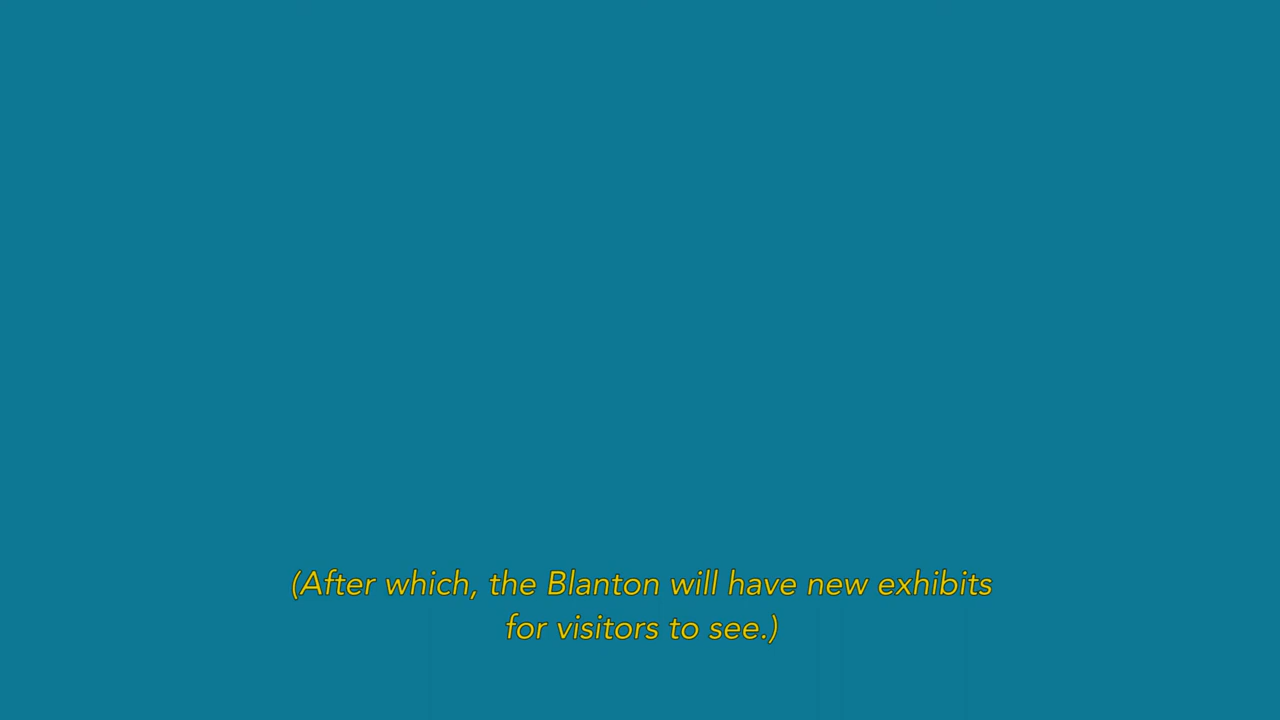 (After which, the Blanton will have new exhibits
for visitors to see.)